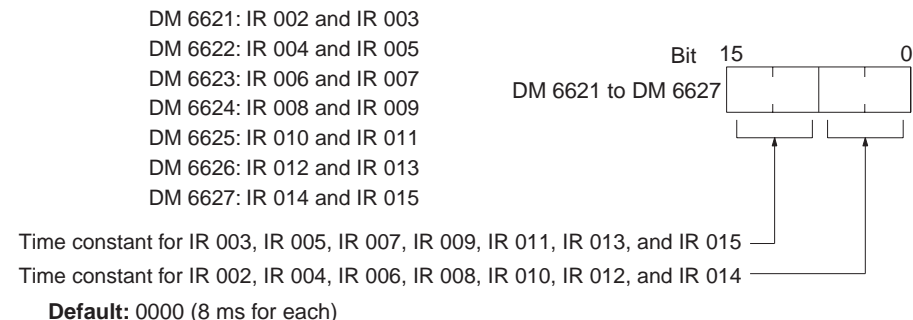 DM 6621: IR 002 and IR 003
DM 6622: IR 004 and IR 005
DM 6623: IR 006 and IR 007
DM 6624: IR 008 and IR 009
DM 6625: IR 010 and IR 011
DM 6626: IR 012 and IR 013
DM 6627: IR 014 and IR 015
Bit 15 0
DM 6621 to DM 6627
Time constant for IR 003, IR 005, IR 007, IR 009, IR 011, IR 013, and IR 015
Time constant for IR 002, IR 004, IR 006, IR 008, IR 010, IR 012, and IR 014
Default: 0000 (8 ms for each)